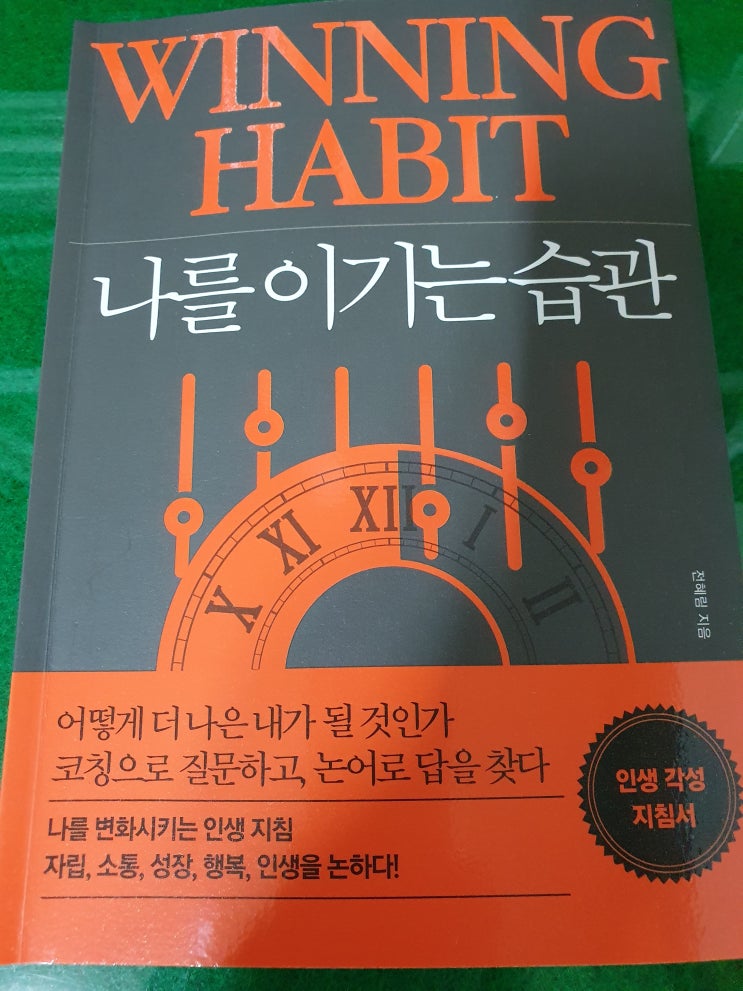 WINNING
HABIT
나를 이기는 습관
X XI XII I II
전혜림 지음
어떻게 더 나은 내가 될 것인가
코칭으로 질문하고, 논어로 답을 찾다
인생 각성
지침서
나를 변화시키는 인생 지침
자립, 소통, 성장, 행복, 인생을 논하다!